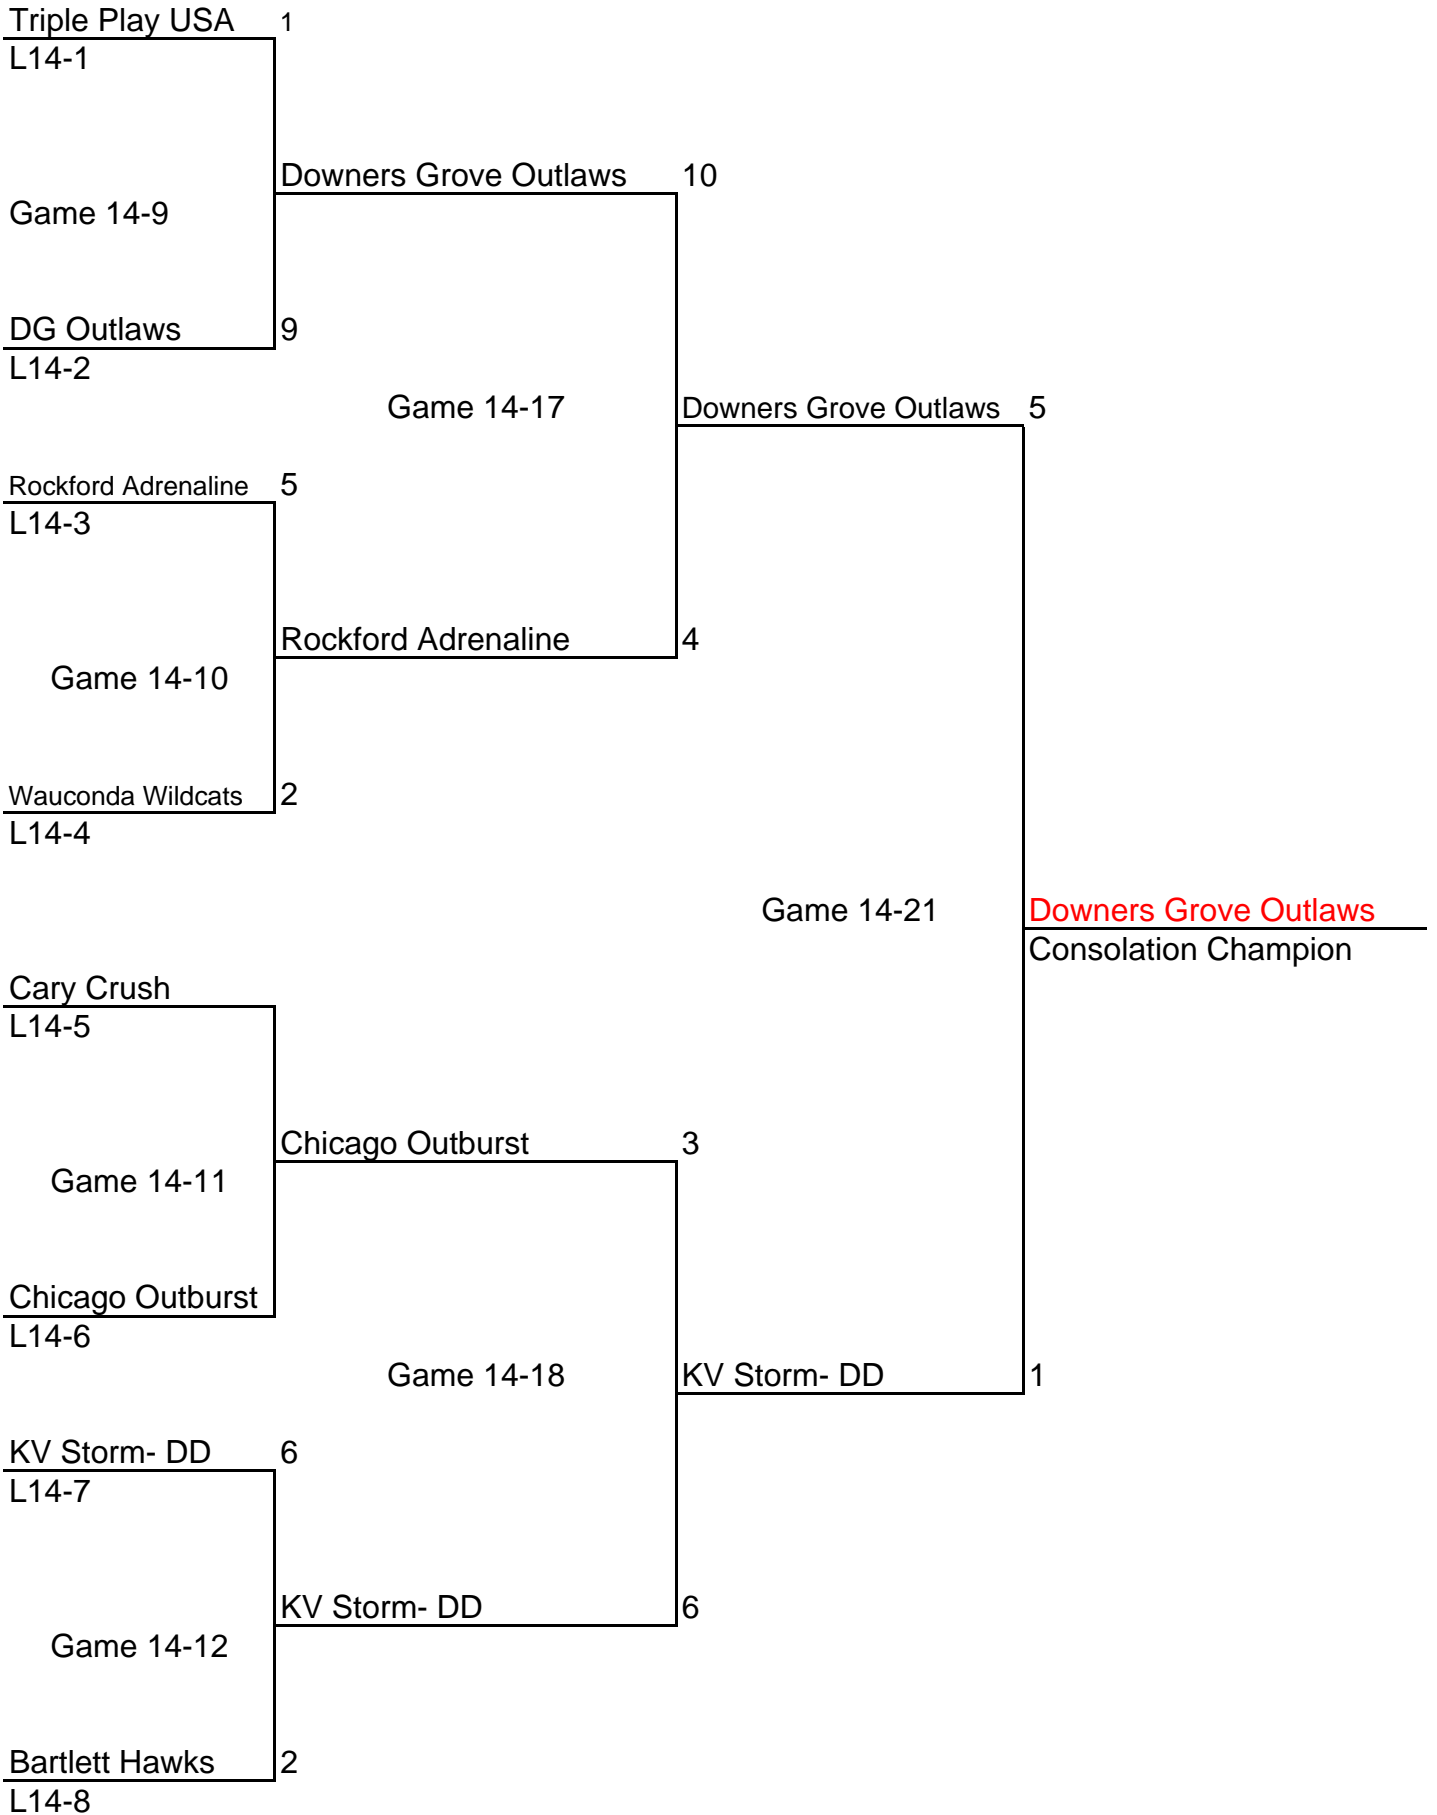 Triple Play USA 1
L14-1
Downers Grove Outlaws 10
Game 14-9
DG Outlaws 9
L14-2
Game 14-17 Downers Grove Outlaws 5
Rockford Adrenaline 5
L14-3
Rockford Adrenaline 4
Game 14-10
Wauconda Wildcats 2
L14-4
Game 14-21 Downers Grove Outlaws
Consolation Champion
Cary Crush
L14-5
Chicago Outburst 3
Game 14-11
Chicago Outburst
L14-6
Game 14-18 KV Storm- DD 1
KV Storm- DD 6
L14-7
KV Storm- DD 6
Game 14-12
Bartlett Hawks 2
L14-8